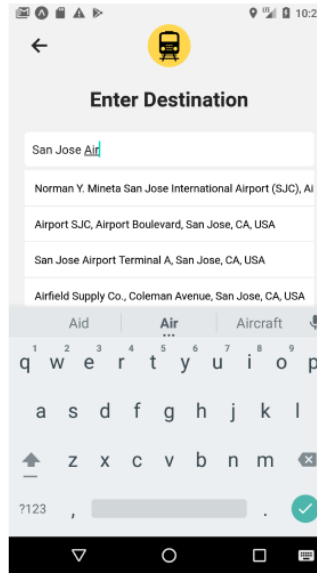 10:2
Enter Destination
San Jose Air
Norman Y. Mineta San Jose International Airport (SJC), Ai
Airport SJC, Airport Boulevard, San Jose, CA, USA
San Jose Airport Terminal A, San Jose, CA, USA
Airfield Supply Co., Coleman Avenue, San Jose, CA, USA
Aid Air Aircraft
1 2 3 4 5 6 7 8 9
q w e r t y u i o p
a s d f g h j k l
z x c v b n m
?123 , .